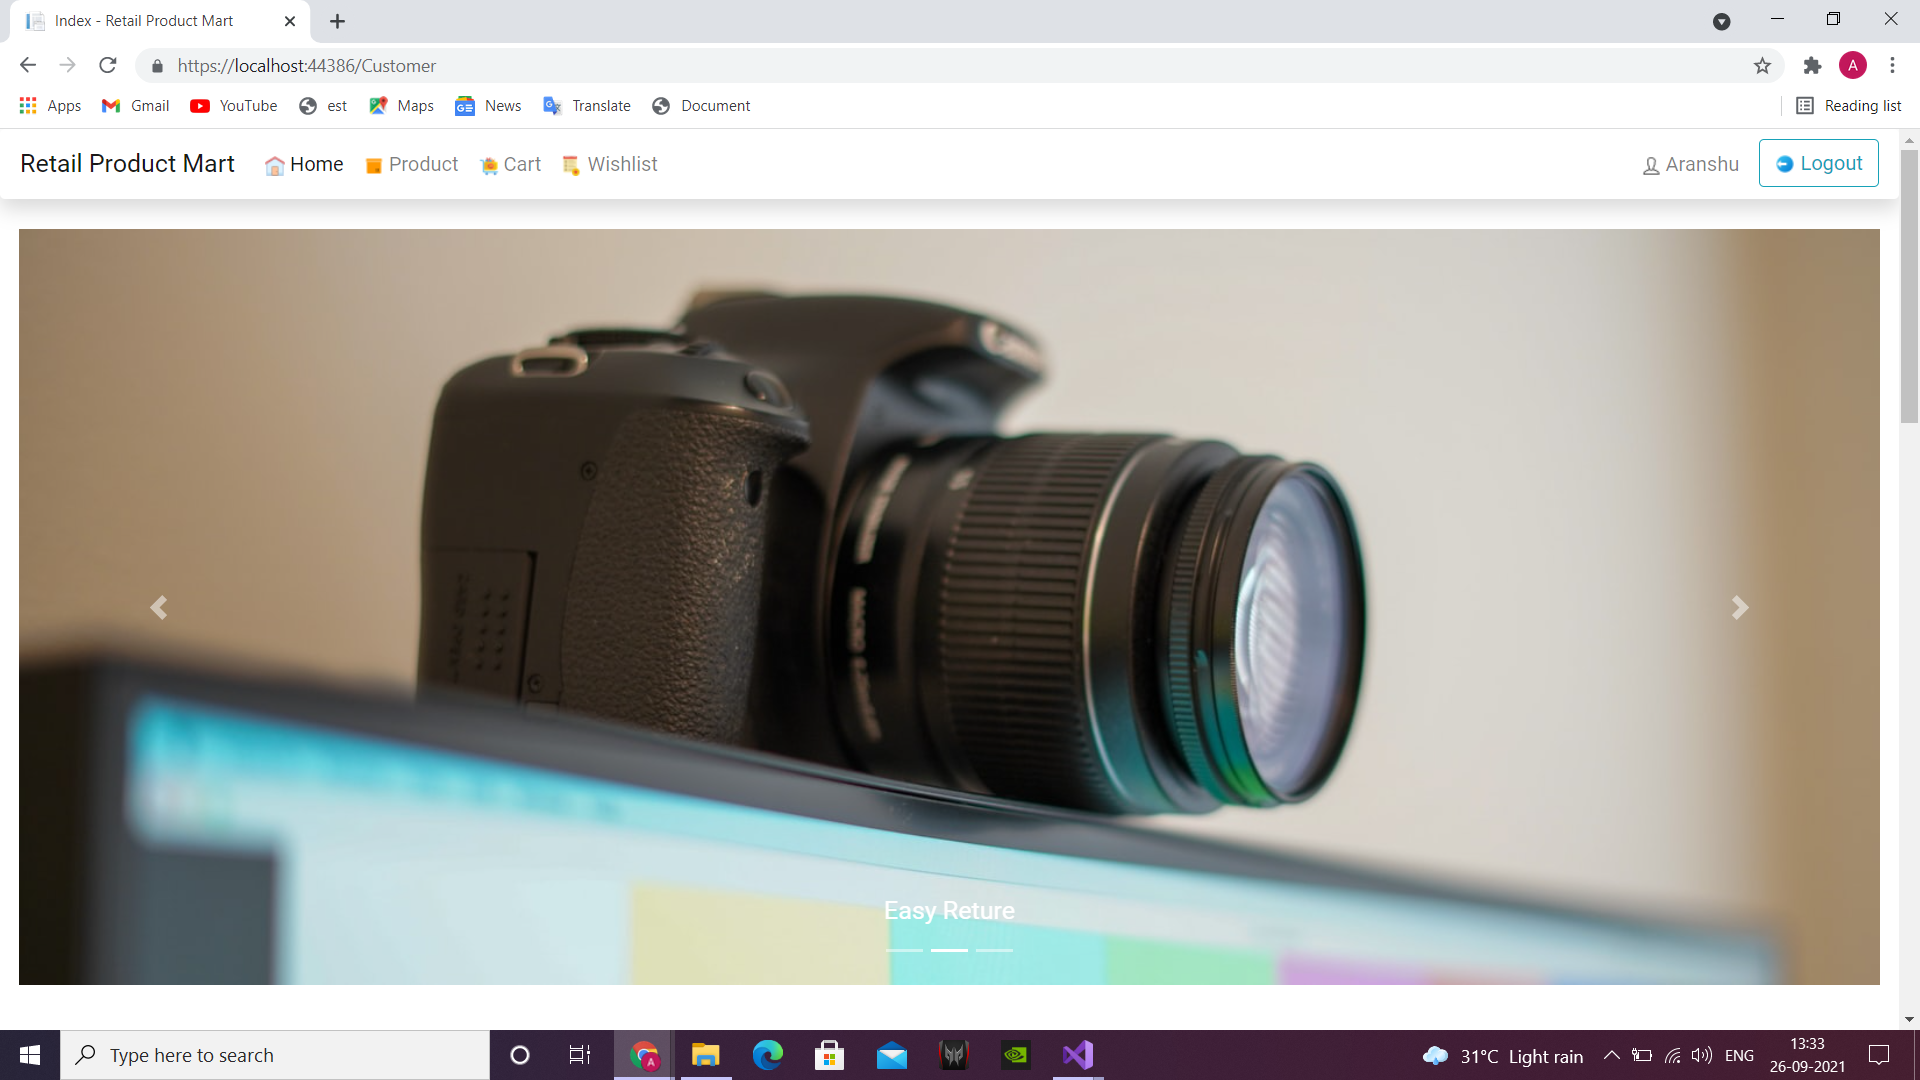 Index - Retail Product Mart
https://localhost:44386/Customer
A
Apps Gmail YouTube est Maps News Translate Document Reading list
Retail Product Mart Home Product Cart Wishlist Aranshu Logout
Easy Reture
Type here to search
31°C Light rain ENG
13:33
26-09-2021